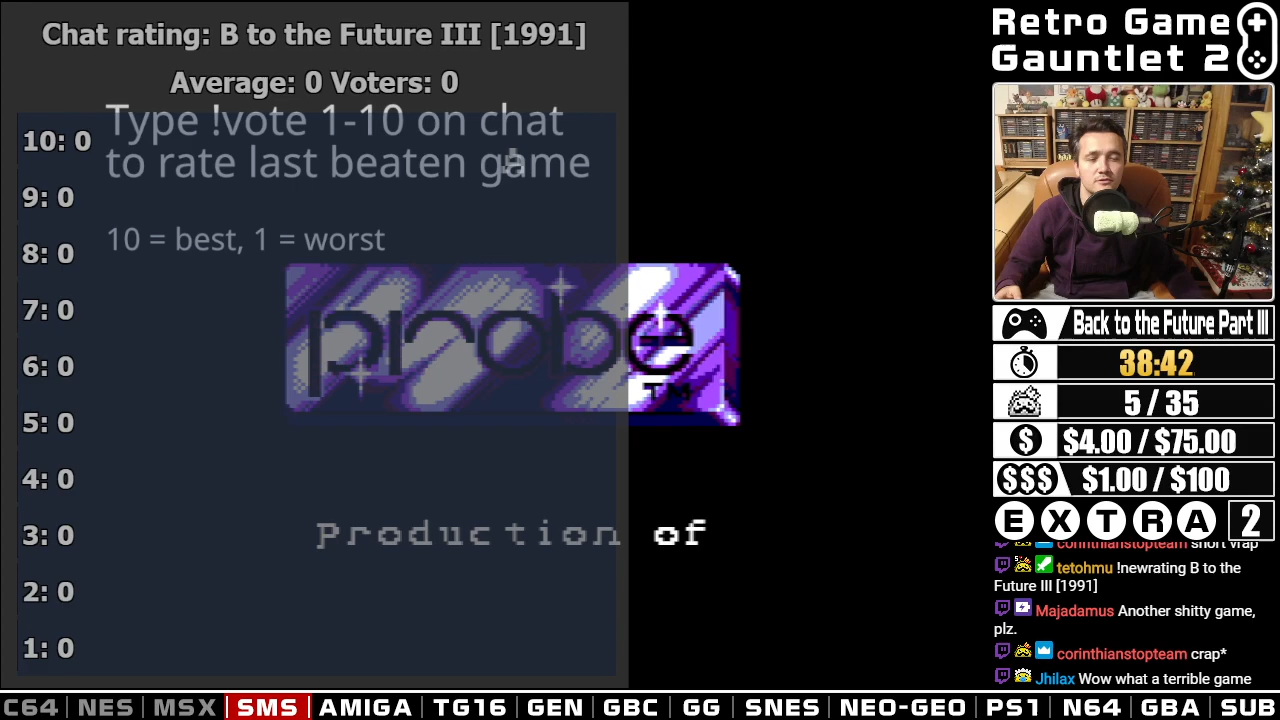 Chat rating: B to the Future III [1991]
Average: 0 Voters: 0
Type !vote 1-10 on chat
to rate last beaten game
10 = best, 1 = worst
10: 0
9: 0
8: 0
7: 0
6: 0
5: 0
4: 0
3: 0
2: 0
1: 0
probe
TM
Production of
Retro Game
Gauntlet 2
Back to the Future Part III
38:42
5 / 35
$ $4.00 / $75.00
$$$ $1.00 / $100
EXTRA 2
corinthianstopteam short vrap
tetohmu !newrating B to the
Future III [1991]
Majadamus Another shitty game,
plz.
corinthianstopteam crap*
Jhilax Wow what a terrible game
C64 NES MSX SMS AMIGA TG16 GEN GBC GG SNES NEO-GEO PS1 N64 GBA SUB